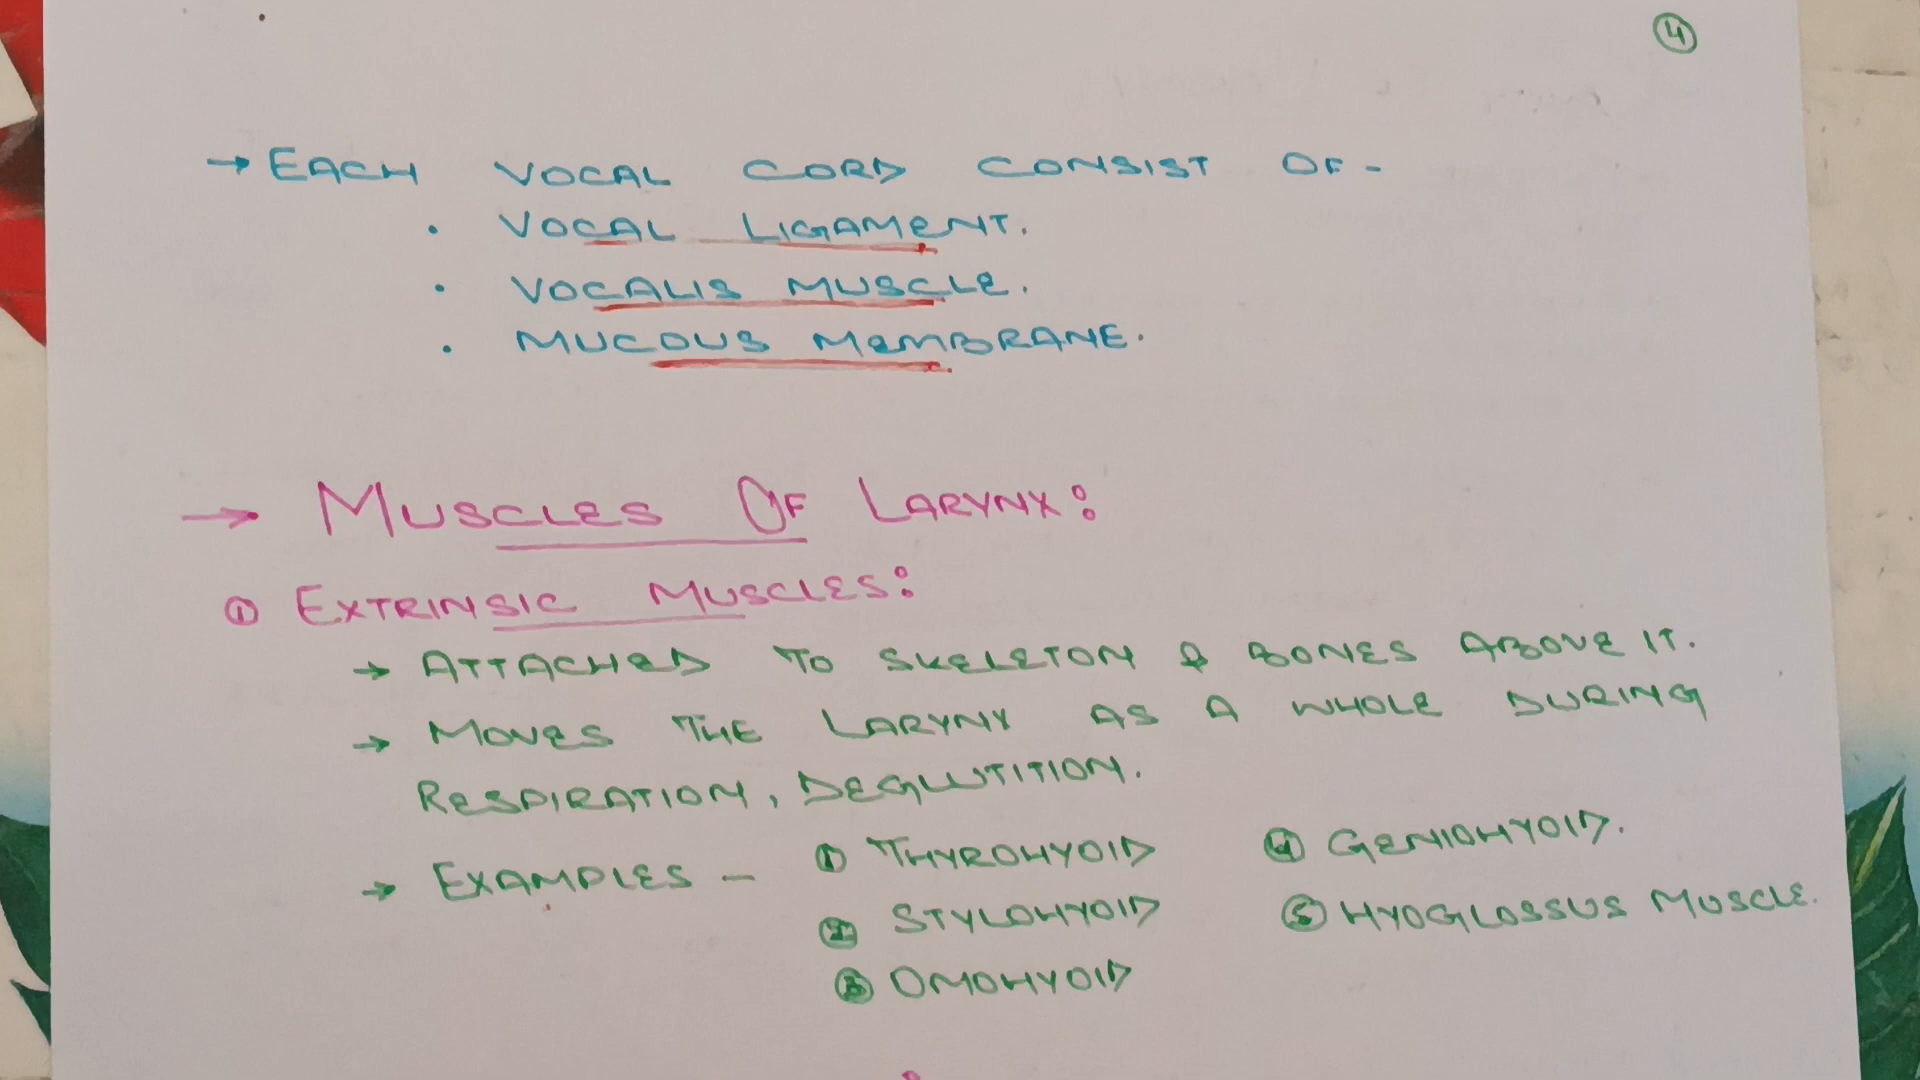 4
→ EACH VOCAL CORD CONSIST OF -
• VOCAL LIGAMENT.
• VOCALIS MUSCLE.
• MUCOUS MEMBRANE.
→ MUSCLES OF LARYNX:
① EXTRINSIC MUSCLES:
→ ATTACHED TO SKELETON & BONES ABOVE IT.
→ MOVES THE LARYNX AS A WHOLE DURING
RESPIRATION, DEGLUTITION.
→ EXAMPLES - ① THYROHYOID ④ GENIOHYOID.
② STYLOHYOID ⑤ HYOGLOSSUS MUSCLE.
③ OMOHYOID